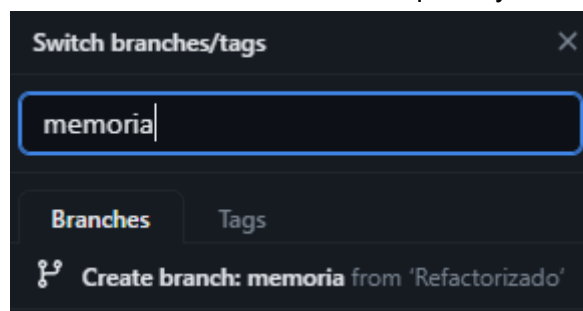 Switch branches/tags
memoria
Branches Tags
Create branch: memoria from 'Refactorizado'